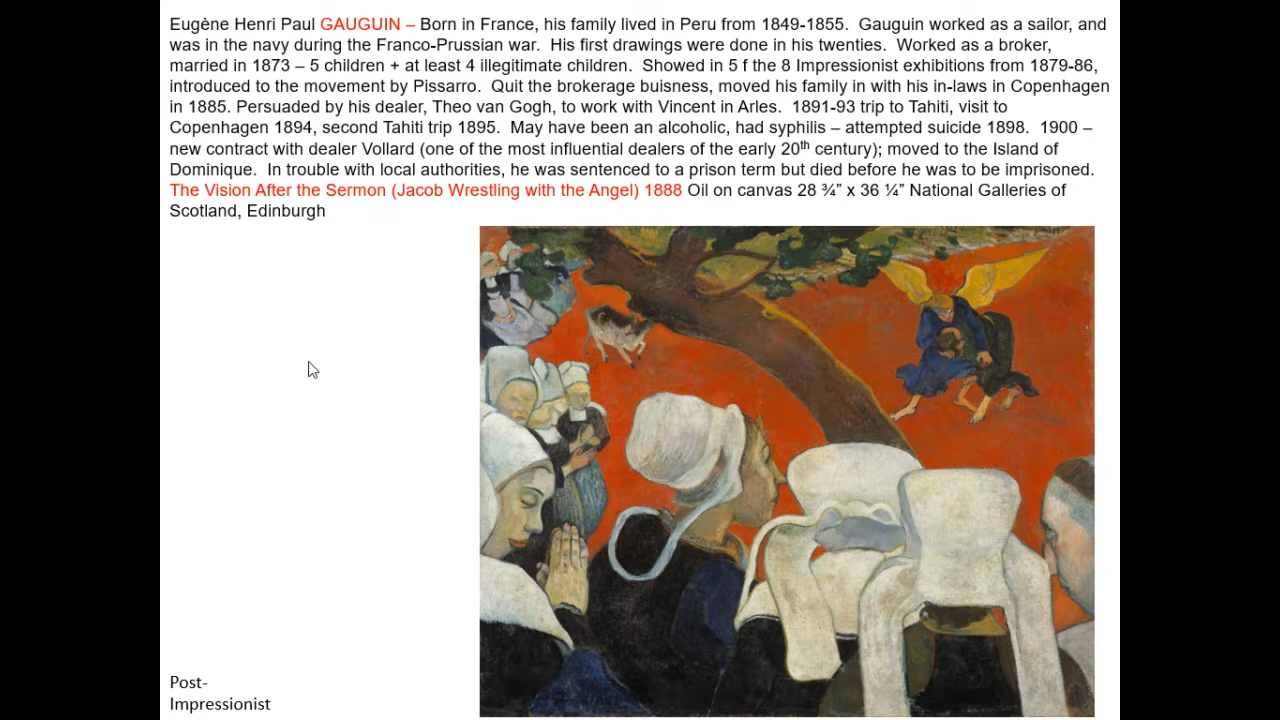 Eugène Henri Paul GAUGUIN – Born in France, his family lived in Peru from 1849-1855.  Gauguin worked as a sailor, and
was in the navy during the Franco-Prussian war.  His first drawings were done in his twenties.  Worked as a broker,
married in 1873 – 5 children + at least 4 illegitimate children.  Showed in 5 f the 8 Impressionist exhibitions from 1879-86,
introduced to the movement by Pissarro.  Quit the brokerage buisness, moved his family in with his in-laws in Copenhagen
in 1885. Persuaded by his dealer, Theo van Gogh, to work with Vincent in Arles.  1891-93 trip to Tahiti, visit to
Copenhagen 1894, second Tahiti trip 1895.  May have been an alcoholic, had syphilis – attempted suicide 1898.  1900 –
new contract with dealer Vollard (one of the most influential dealers of the early 20th century); moved to the Island of
Dominique.  In trouble with local authorities, he was sentenced to a prison term but died before he was to be imprisoned.
The Vision After the Sermon (Jacob Wrestling with the Angel) 1888 Oil on canvas 28 ¾” x 36 ¼” National Galleries of
Scotland, Edinburgh
Post-
Impressionist